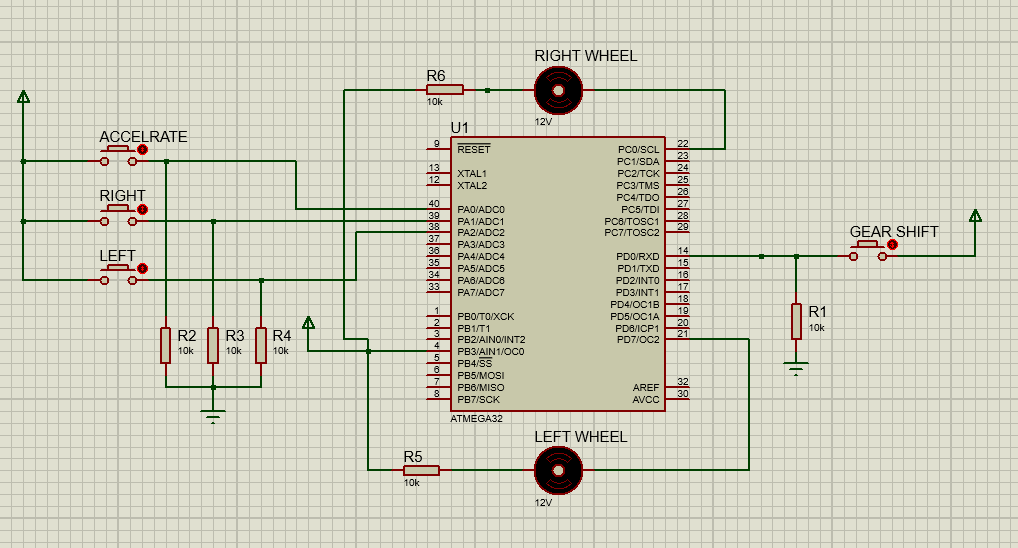 RIGHT WHEEL
R6
10k
12V
ACCELRATE
RIGHT
LEFT
R2
10k
R3
10k
R4
10k
U1
9 RESET
13 XTAL1
12 XTAL2
40 PA0/ADC0
39 PA1/ADC1
38 PA2/ADC2
37 PA3/ADC3
36 PA4/ADC4
35 PA5/ADC5
34 PA6/ADC6
33 PA7/ADC7
1 PB0/T0/XCK
2 PB1/T1
3 PB2/AIN0/INT2
4 PB3/AIN1/OC0
5 PB4/SS
6 PB5/MOSI
7 PB6/MISO
8 PB7/SCK
PC0/SCL 22
PC1/SDA 23
PC2/TCK 24
PC3/TMS 25
PC4/TDO 26
PC5/TDI 27
PC6/TOSC1 28
PC7/TOSC2 29
PD0/RXD 14
PD1/TXD 15
PD2/INT0 16
PD3/INT1 17
PD4/OC1B 18
PD5/OC1A 19
PD6/ICP1 20
PD7/OC2 21
AREF 32
AVCC 30
ATMEGA32
GEAR SHIFT
R1
10k
LEFT WHEEL
R5
10k
12V